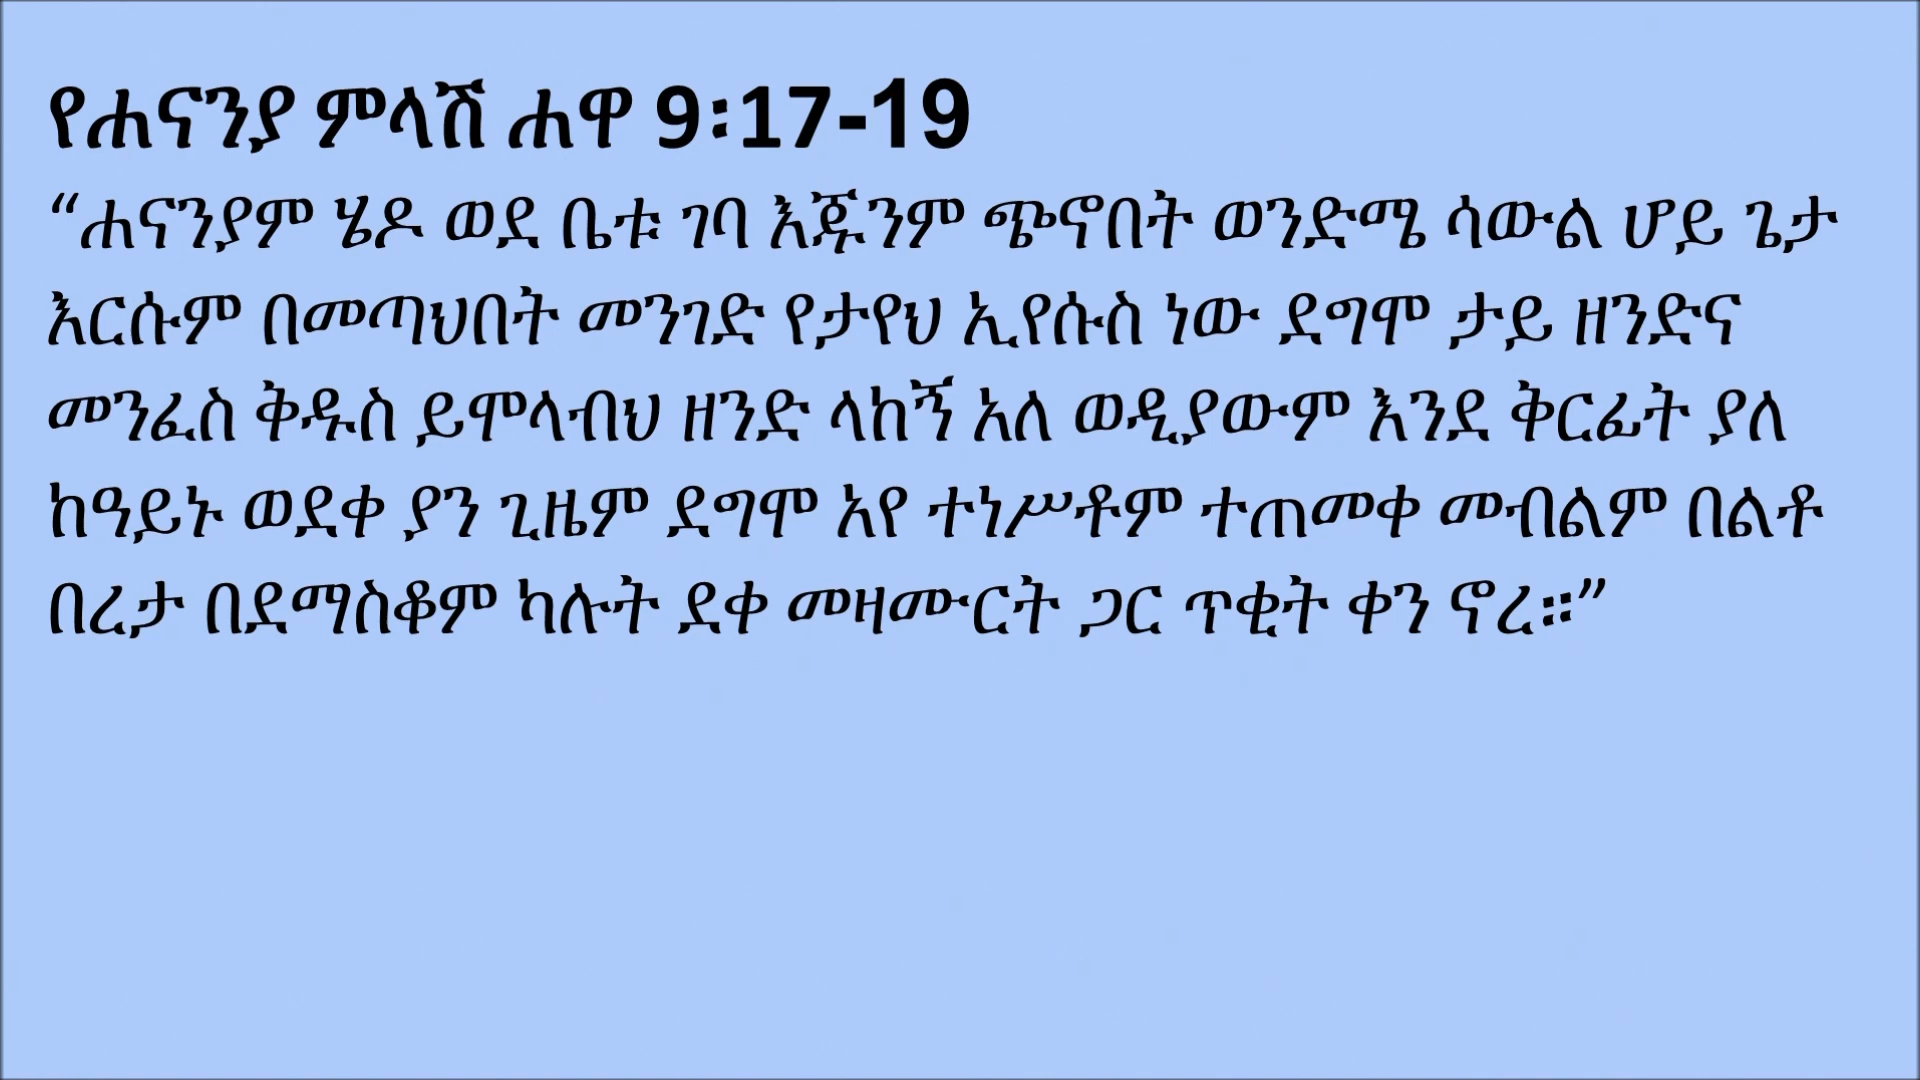 የሐናንያ ምላሽ ሐዋ 9፡17-19
“ሐናንያም ሄዶ ወደ ቤቱ ገባ እጁንም ጭኖበት ወንድሜ ሳውል ሆይ ጌታ
እርሱም በመጣህበት መንገድ የታየህ ኢየሱስ ነው ደግሞ ታይ ዘንድና
መንፈስ ቅዱስ ይሞላብህ ዘንድ ላከኝ አለ ወዲያውም እንደ ቅርፊት ያለ
ከዓይኑ ወደቀ ያን ጊዜም ደግሞ አየ ተነሥቶም ተጠመቀ መብልም በልቶ
በረታ በደማስቆም ካሉት ደቀ መዛሙርት ጋር ጥቂት ቀን ኖረ።”